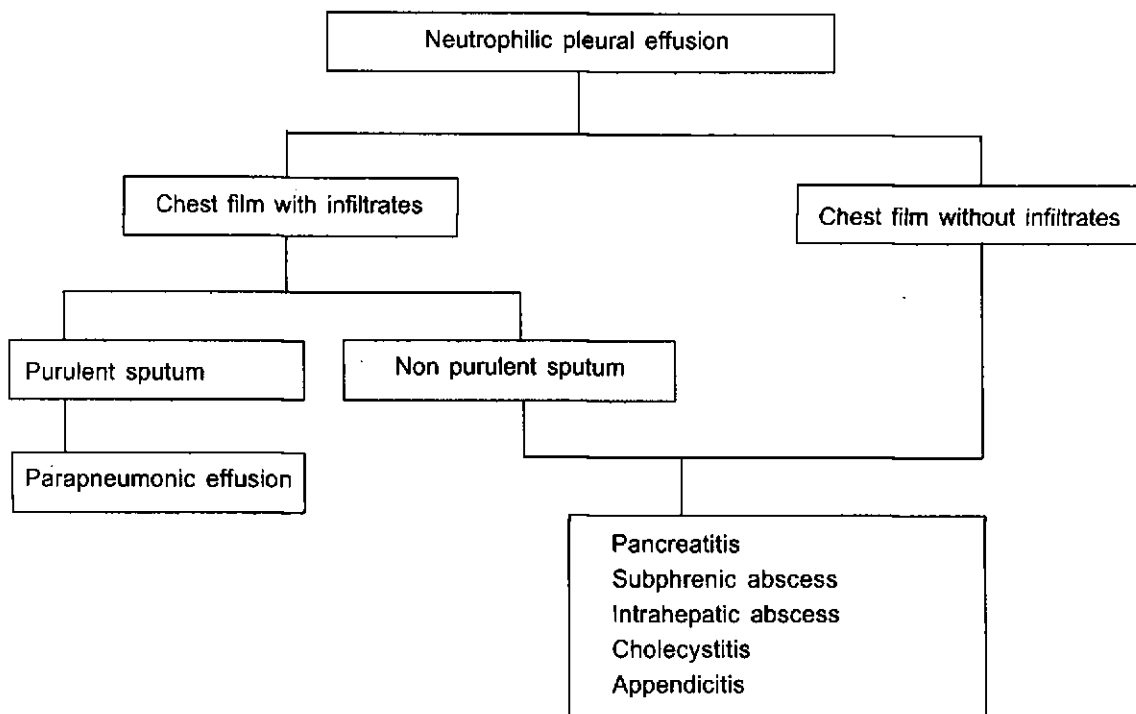 Neutrophilic pleural effusion
Chest film with infiltrates
Chest film without infiltrates
Purulent sputum
Non purulent sputum
Parapneumonic effusion
Pancreatitis
Subphrenic abscess
Intrahepatic abscess
Cholecystitis
Appendicitis